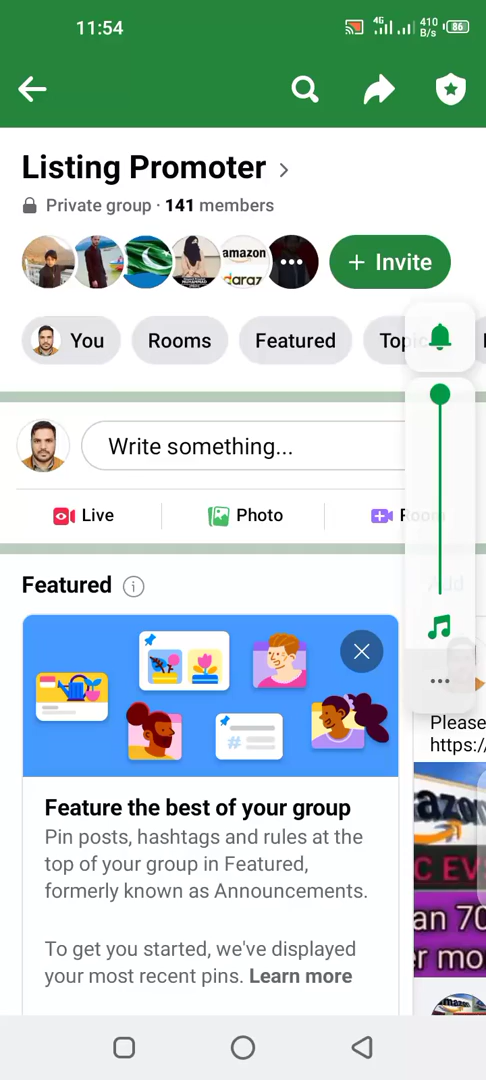 11:54
4G
410
B/s
86
Listing Promoter
Private group · 141 members
amazon
daraz
+ Invite
You
Rooms
Featured
Write something...
Live
Photo
Room
Featured
Add
Feature the best of your group
Pin posts, hashtags and rules at the
top of your group in Featured,
formerly known as Announcements.
To get you started, we've displayed
your most recent pins. Learn more
Please
https:/